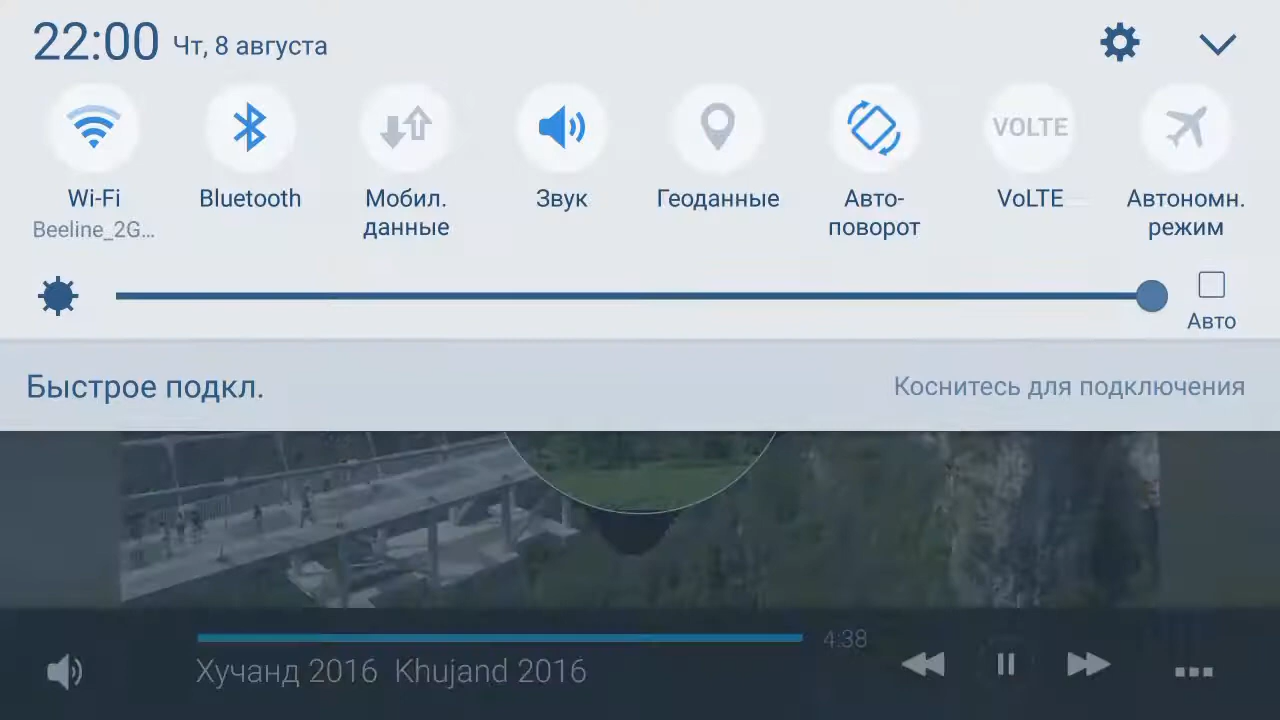 22:00 Чт, 8 августа
VOLTE
Wi-Fi Bluetooth Мобил. данные Звук Геоданные Авто-поворот VoLTE Автономн. режим
Beeline_2G...
Авто
Быстрое подкл. Коснитесь для подключения
4:38
Хучанд 2016 Khujand 2016